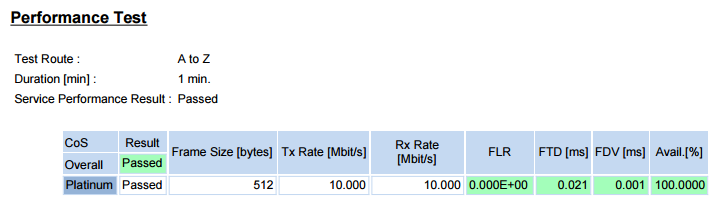 Performance Test
Test Route : A to Z
Duration [min] : 1 min.
Service Performance Result : Passed
CoS Result Frame Size [bytes] Tx Rate [Mbit/s] Rx Rate [Mbit/s] FLR FTD [ms] FDV [ms] Avail.[%]
Overall Passed
Platinum Passed 512 10.000 10.000 0.000E+00 0.021 0.001 100.0000